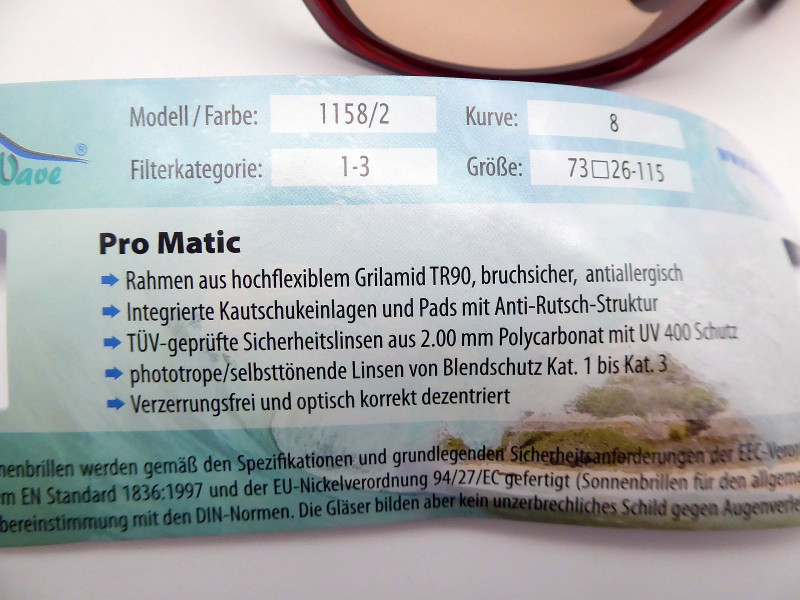 Modell / Farbe: 1158/2 Kurve: 8
Wave ®
Filterkategorie: 1-3 Größe: 73□26-115
Pro Matic
Rahmen aus hochflexiblem Grilamid TR90, bruchsicher, antiallergisch
Integrierte Kautschukeinlagen und Pads mit Anti-Rutsch-Struktur
TÜV-geprüfte Sicherheitslinsen aus 2.00 mm Polycarbonat mit UV 400 Schutz
phototrope/selbsttönende Linsen von Blendschutz Kat. 1 bis Kat. 3
Verzerrungsfrei und optisch korrekt dezentriert
nenbrillen werden gemäß den Spezifikationen und grundlegenden Sicherheitsanforderungen der EEC-Veror
m EN Standard 1836:1997 und der EU-Nickelverordnung 94/27/EC gefertigt (Sonnenbrillen für den allgeme
bereinstimmung mit den DIN-Normen. Die Gläser bilden aber kein unzerbrechliches Schild gegen Augenverle